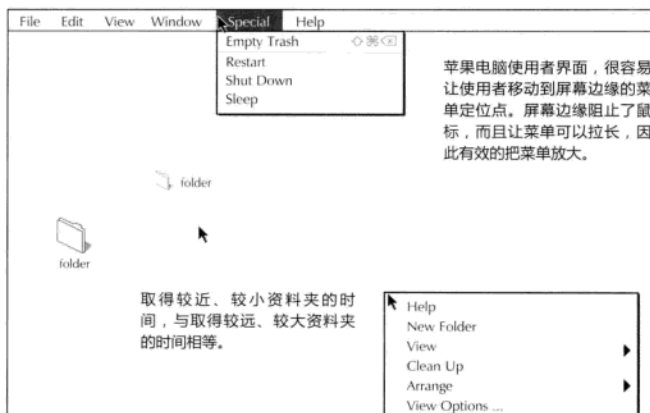 File Edit View Window Special Help
Empty Trash ⇧⌘⌫
Restart
Shut Down
Sleep
苹果电脑使用者界面，很容易
让使用者移动到屏幕边缘的菜
单定位点。屏幕边缘阻止了鼠
标，而且让菜单可以拉长，因
此有效的把菜单放大。
folder
folder
取得较近、较小资料夹的时
间，与取得较远、较大资料夹
的时间相等。
Help
New Folder
View
Clean Up
Arrange
View Options ...